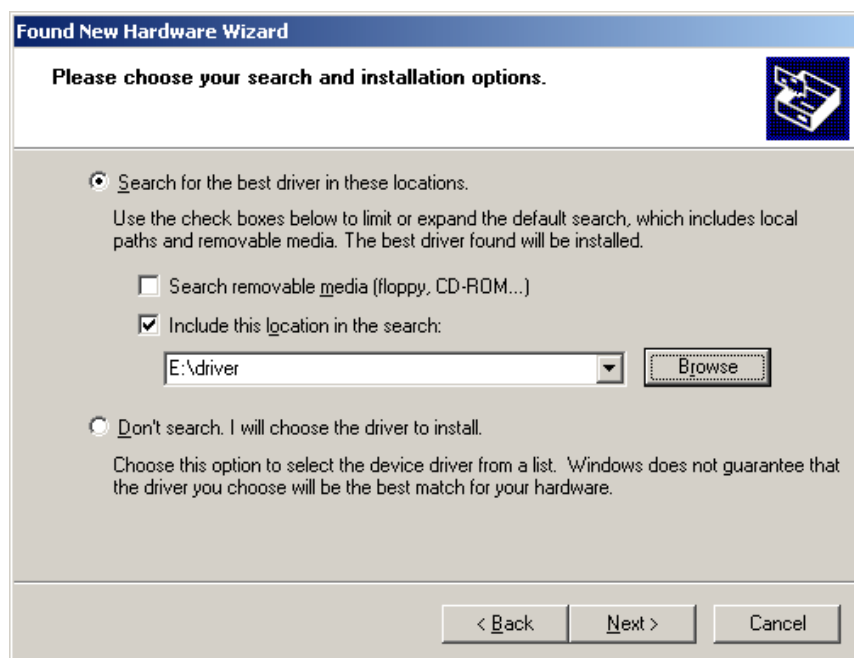 Found New Hardware Wizard
Please choose your search and installation options.
Search for the best driver in these locations.
Use the check boxes below to limit or expand the default search, which includes local
paths and removable media. The best driver found will be installed.
Search removable media (floppy, CD-ROM...)
Include this location in the search:
E:\driver
Browse
Don't search. I will choose the driver to install.
Choose this option to select the device driver from a list.  Windows does not guarantee that
the driver you choose will be the best match for your hardware.
< Back
Next >
Cancel